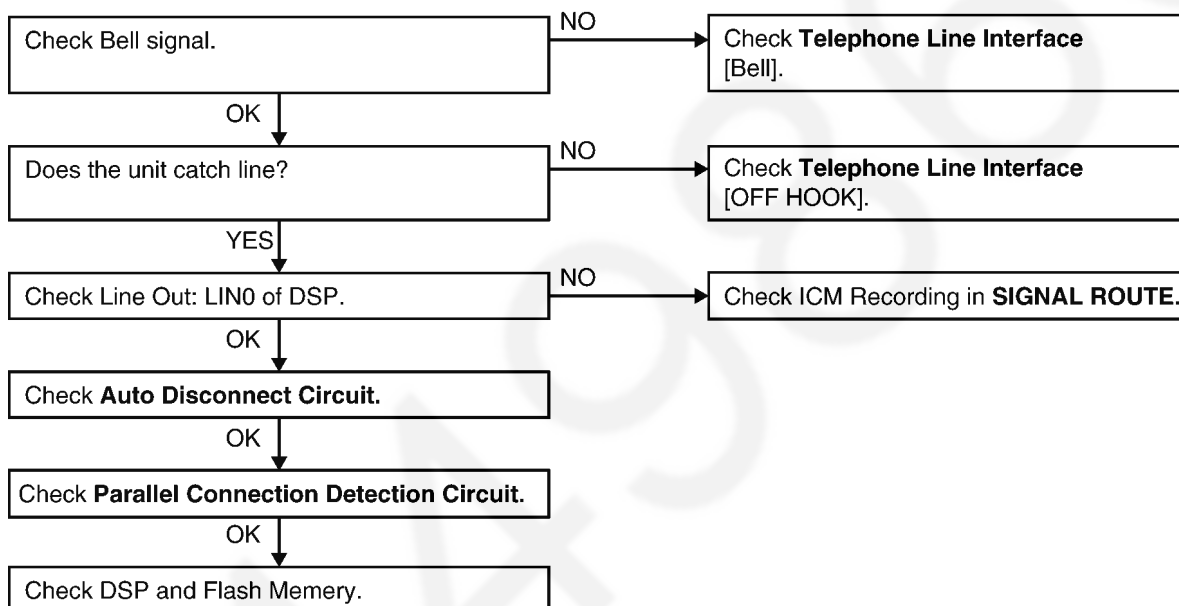 Check Bell signal.
NO
Check Telephone Line Interface
[Bell].
OK
Does the unit catch line?
NO
Check Telephone Line Interface
[OFF HOOK].
YES
Check Line Out: LIN0 of DSP.
NO
Check ICM Recording in SIGNAL ROUTE.
OK
Check Auto Disconnect Circuit.
OK
Check Parallel Connection Detection Circuit.
OK
Check DSP and Flash Memery.